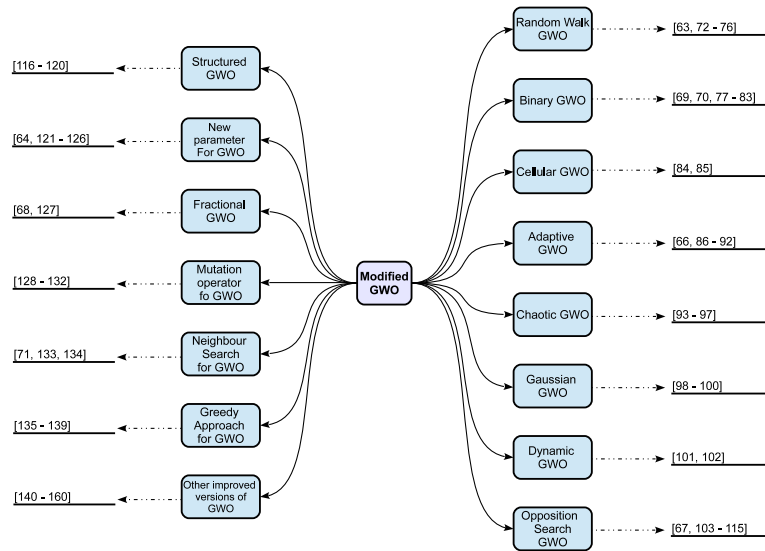 Structured
GWO
[116 - 120]
New
parameter
For GWO
[64, 121 - 126]
Fractional
GWO
[68, 127]
Mutation
operator
fo GWO
[128 - 132]
Neighbour
Search
for GWO
[71, 133, 134]
Greedy
Approach
for GWO
[135 - 139]
Other improved
versions of
GWO
[140 - 160]
Modified
GWO
Random Walk
GWO
[63, 72 - 76]
Binary GWO
[69, 70, 77 - 83]
Cellular GWO
[84, 85]
Adaptive
GWO
[66, 86 - 92]
Chaotic GWO
[93 - 97]
Gaussian
GWO
[98 - 100]
Dynamic
GWO
[101, 102]
Opposition
Search
GWO
[67, 103 - 115]